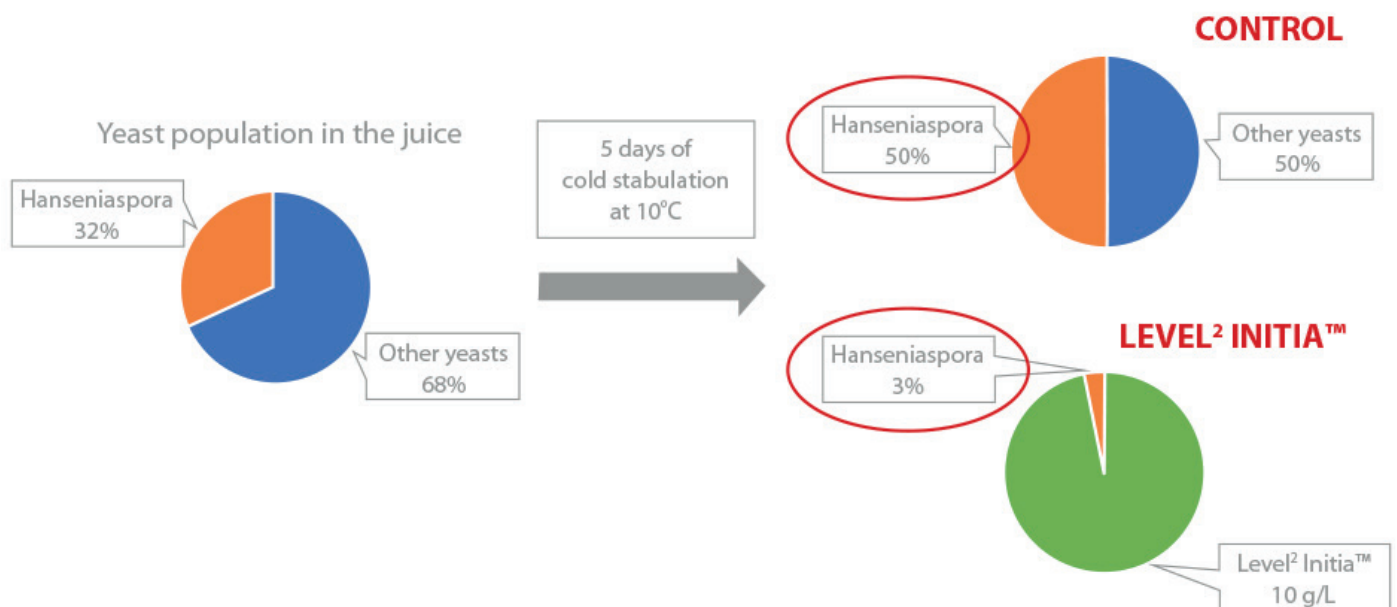 Yeast population in the juice
Hanseniaspora
32%
Other yeasts
68%
5 days of
cold stabulation
at 10°C
CONTROL
Hanseniaspora
50%
Other yeasts
50%
LEVEL² INITIA™
Hanseniaspora
3%
Level² Initia™
10 g/L